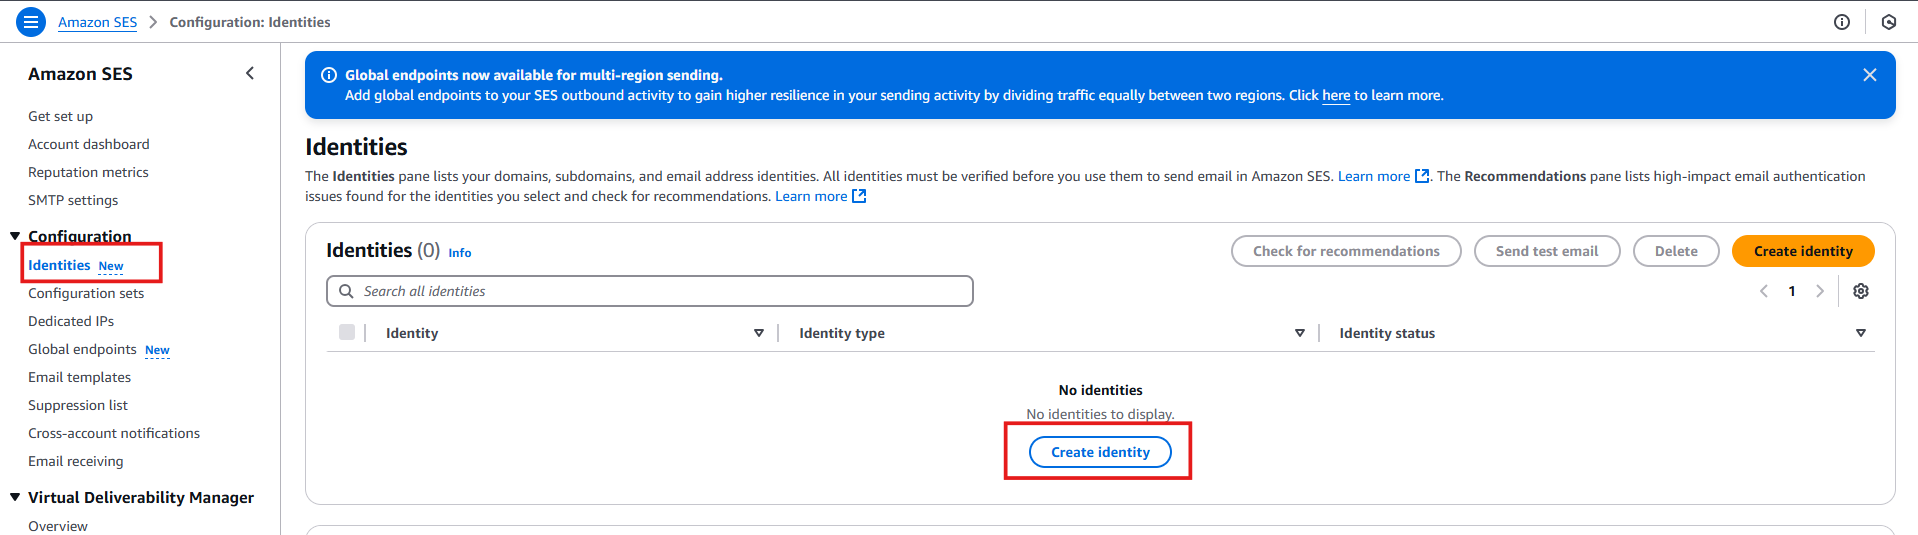 Amazon SES > Configuration: Identities
Amazon SES
Get set up
Account dashboard
Reputation metrics
SMTP settings
Configuration
Identities New
Configuration sets
Dedicated IPs
Global endpoints New
Email templates
Suppression list
Cross-account notifications
Email receiving
Virtual Deliverability Manager
Overview
Global endpoints now available for multi-region sending.
Add global endpoints to your SES outbound activity to gain higher resilience in your sending activity by dividing traffic equally between two regions. Click here to learn more.
Identities
The Identities pane lists your domains, subdomains, and email address identities. All identities must be verified before you use them to send email in Amazon SES. Learn more. The Recommendations pane lists high-impact email authentication
issues found for the identities you select and check for recommendations. Learn more
Identities (0) Info
Check for recommendations Send test email Delete Create identity
Search all identities
1
Identity Identity type Identity status
No identities
No identities to display.
Create identity